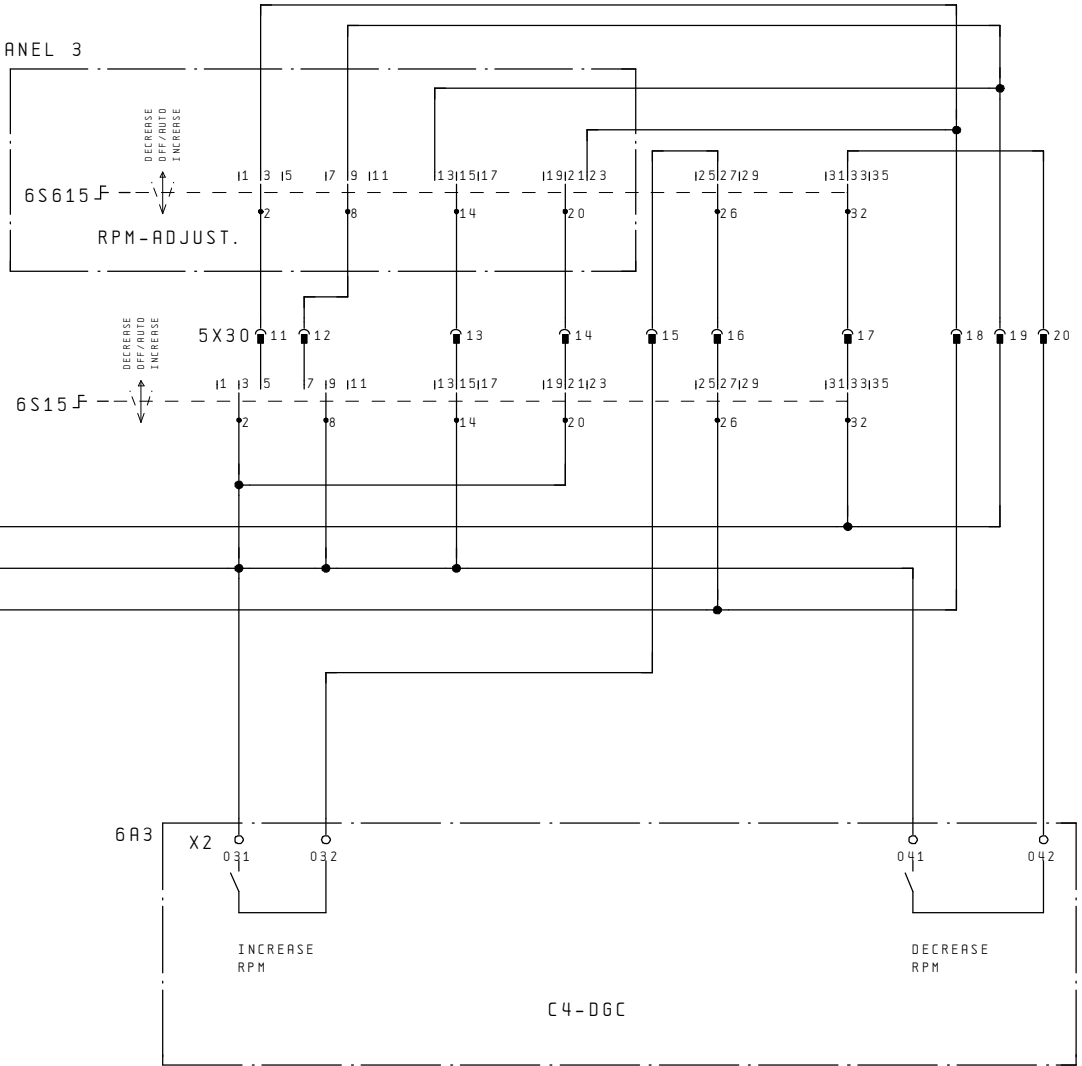 ANEL 3
DECREASE
OFF/AUTO
INCREASE
1 3 5 7 9 11 13 15 17 19 21 23 25 27 29 31 33 35
6S615
2 8 14 20 26 32
RPM-ADJUST.
DECREASE
OFF/AUTO
INCREASE
5X30 11 12 13 14 15 16 17 18 19 20
1 3 5 7 9 11 13 15 17 19 21 23 25 27 29 31 33 35
6S15
2 8 14 20 26 32
6A3 X2
031 032 041 042
INCREASE
RPM
DECREASE
RPM
C4-DGC